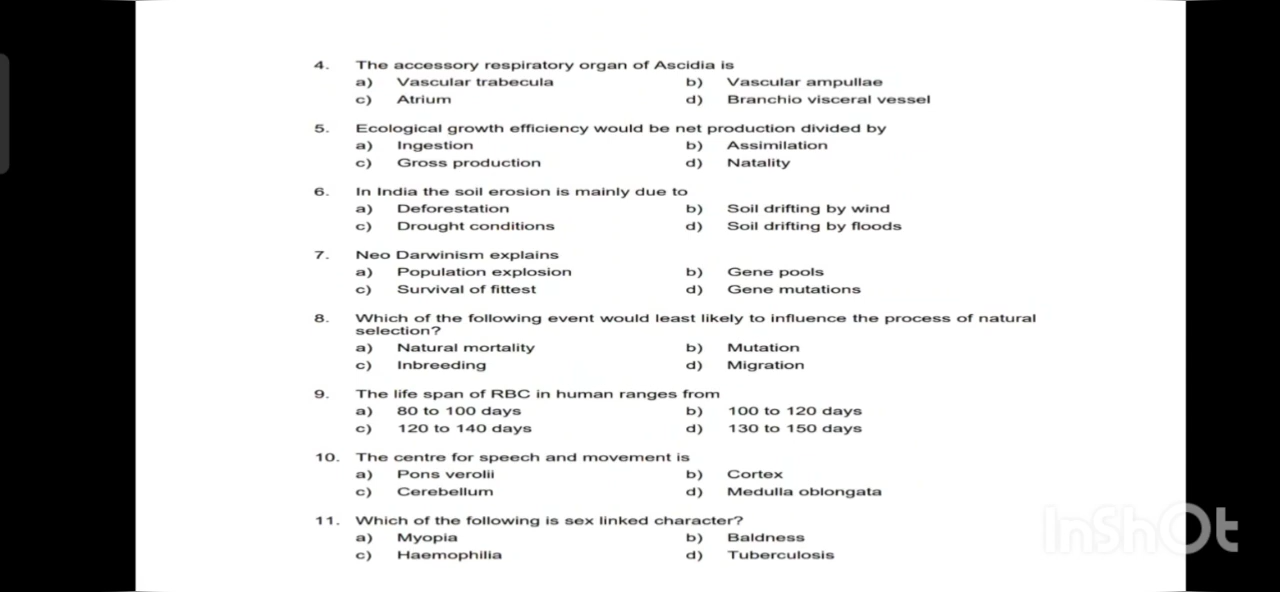 4. The accessory respiratory organ of Ascidia is
a) Vascular trabecula b) Vascular ampullae
c) Atrium d) Branchio visceral vessel
5. Ecological growth efficiency would be net production divided by
a) Ingestion b) Assimilation
c) Gross production d) Natality
6. In India the soil erosion is mainly due to
a) Deforestation b) Soil drifting by wind
c) Drought conditions d) Soil drifting by floods
7. Neo Darwinism explains
a) Population explosion b) Gene pools
c) Survival of fittest d) Gene mutations
8. Which of the following event would least likely to influence the process of natural
selection?
a) Natural mortality b) Mutation
c) Inbreeding d) Migration
9. The life span of RBC in human ranges from
a) 80 to 100 days b) 100 to 120 days
c) 120 to 140 days d) 130 to 150 days
10. The centre for speech and movement is
a) Pons verolii b) Cortex
c) Cerebellum d) Medulla oblongata
11. Which of the following is sex linked character?
a) Myopia b) Baldness
c) Haemophilia d) Tuberculosis
InShOt